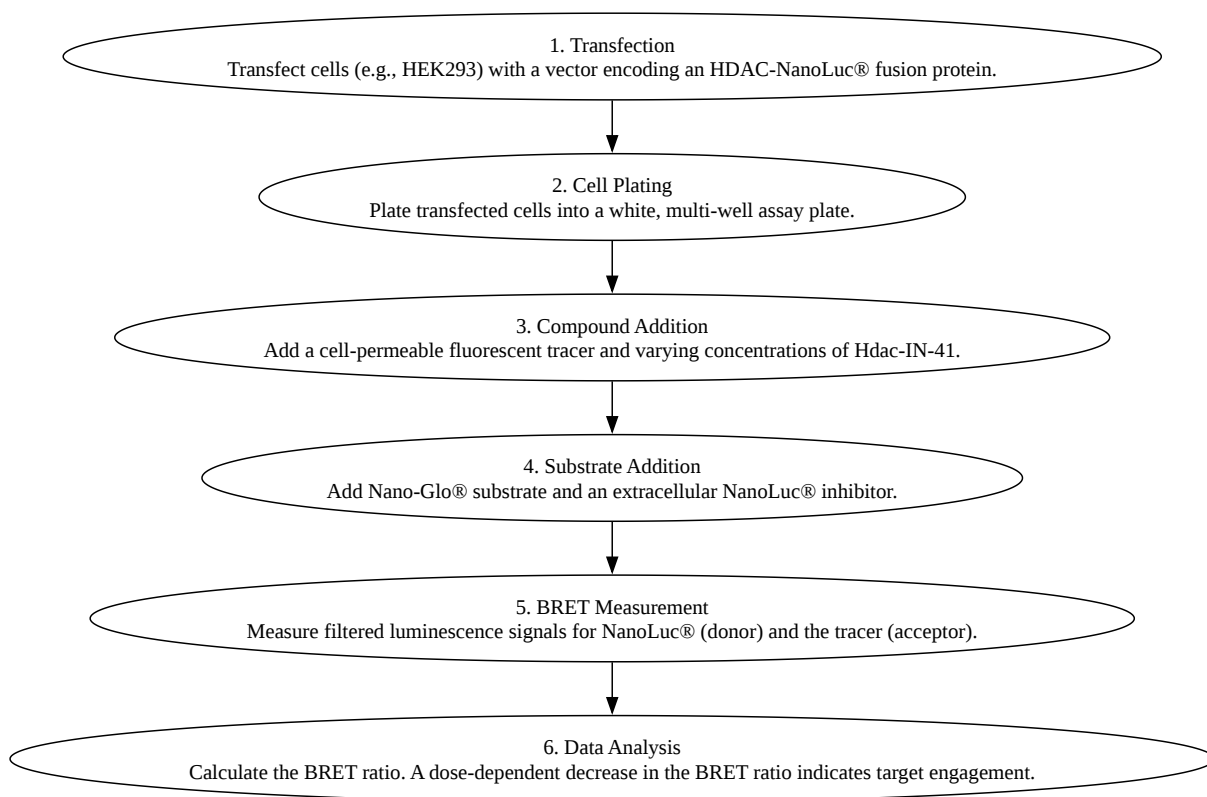 1. Transfection
Transfect cells (e.g., HEK293) with a vector encoding an HDAC-NanoLuc® fusion protein.
2. Cell Plating
Plate transfected cells into a white, multi-well assay plate.
3. Compound Addition
Add a cell-permeable fluorescent tracer and varying concentrations of Hdac-IN-41.
4. Substrate Addition
Add Nano-Glo® substrate and an extracellular NanoLuc® inhibitor.
5. BRET Measurement
Measure filtered luminescence signals for NanoLuc® (donor) and the tracer (acceptor).
6. Data Analysis
Calculate the BRET ratio. A dose-dependent decrease in the BRET ratio indicates target engagement.